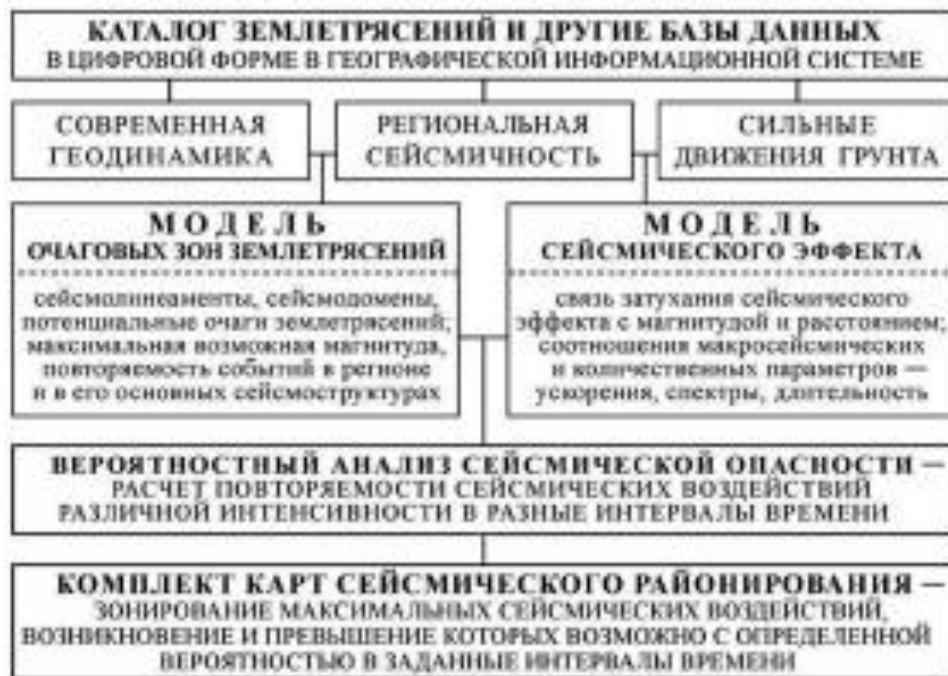 КАТАЛОГ ЗЕМЛЕТРЯСЕНИЙ И ДРУГИЕ БАЗЫ ДАННЫХ
В ЦИФРОВОЙ ФОРМЕ В ГЕОГРАФИЧЕСКОЙ ИНФОРМАЦИОННОЙ СИСТЕМЕ
СОВРЕМЕННАЯ
ГЕОДИНАМИКА
РЕГИОНАЛЬНАЯ
СЕЙСМИЧНОСТЬ
СИЛЬНЫЕ
ДВИЖЕНИЯ ГРУНТА
МОДЕЛЬ
ОЧАГОВЫХ ЗОН ЗЕМЛЕТРЯСЕНИЙ
сейсмолинеаменты, сейсмодомены,
потенциальные очаги землетрясений;
максимальная возможная магнитуда,
повторяемость событий в регионе
и в его основных сейсмоструктурах
МОДЕЛЬ
СЕЙСМИЧЕСКОГО ЭФФЕКТА
связь затухания сейсмического
эффекта с магнитудой и расстоянием;
соотношения макросейсмических
и количественных параметров —
ускорения, спектры, длительность
ВЕРОЯТНОСТНЫЙ АНАЛИЗ СЕЙСМИЧЕСКОЙ ОПАСНОСТИ —
РАСЧЕТ ПОВТОРЯЕМОСТИ СЕЙСМИЧЕСКИХ ВОЗДЕЙСТВИЙ
РАЗЛИЧНОЙ ИНТЕНСИВНОСТИ В РАЗНЫЕ ИНТЕРВАЛЫ ВРЕМЕНИ
КОМПЛЕКТ КАРТ СЕЙСМИЧЕСКОГО РАЙОНИРОВАНИЯ —
ЗОНИРОВАНИЕ МАКСИМАЛЬНЫХ СЕЙСМИЧЕСКИХ ВОЗДЕЙСТВИЙ,
ВОЗНИКНОВЕНИЕ И ПРЕВЫШЕНИЕ КОТОРЫХ ВОЗМОЖНО С ОПРЕДЕЛЕННОЙ
ВЕРОЯТНОСТЬЮ В ЗАДАННЫЕ ИНТЕРВАЛЫ ВРЕМЕНИ